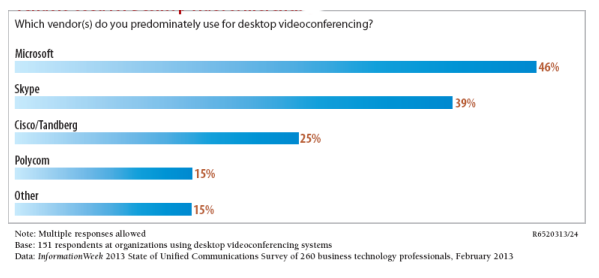 Which vendor(s) do you predominately use for desktop videoconferencing?
Microsoft
46%
Skype
39%
Cisco/Tandberg
25%
Polycom
15%
Other
15%
Note: Multiple responses allowed
R6520313/24
Base: 151 respondents at organizations using desktop videoconferencing systems
Data: InformationWeek 2013 State of Unified Communications Survey of 260 business technology professionals, February 2013